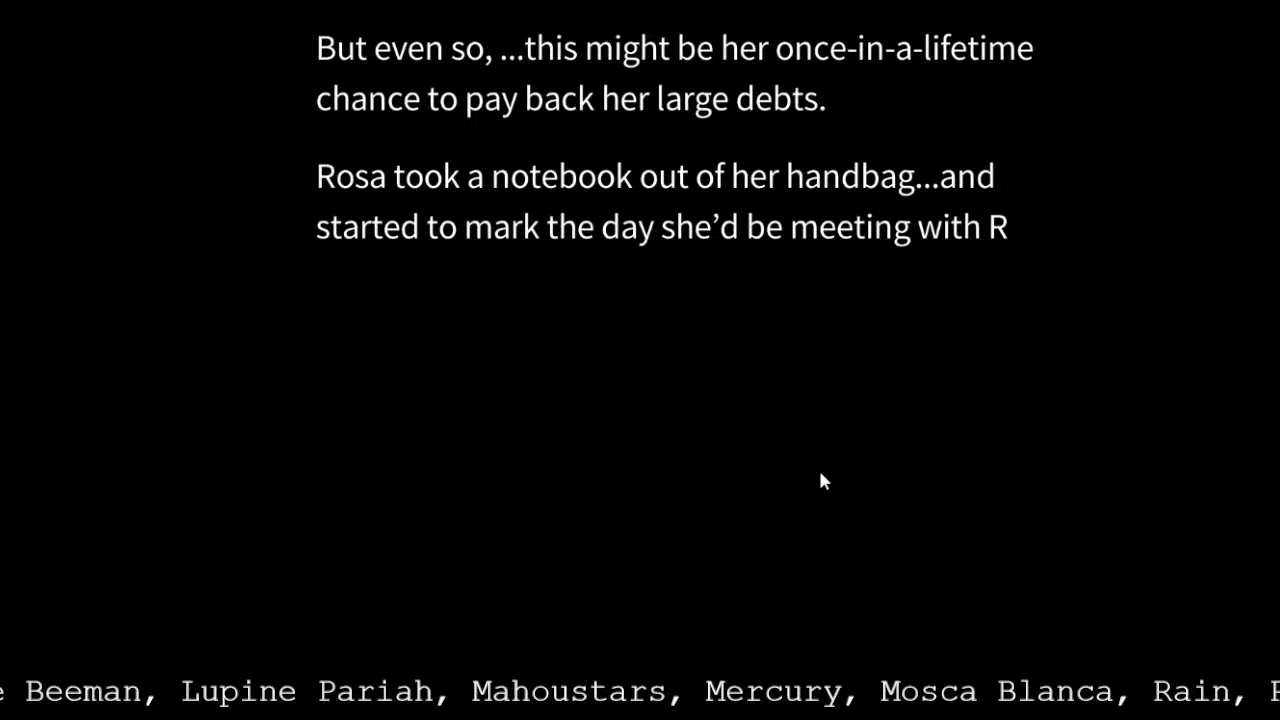 But even so, ...this might be her once-in-a-lifetime
chance to pay back her large debts.
Rosa took a notebook out of her handbag...and
started to mark the day she’d be meeting with R
e Beeman, Lupine Pariah, Mahoustars, Mercury, Mosca Blanca, Rain,